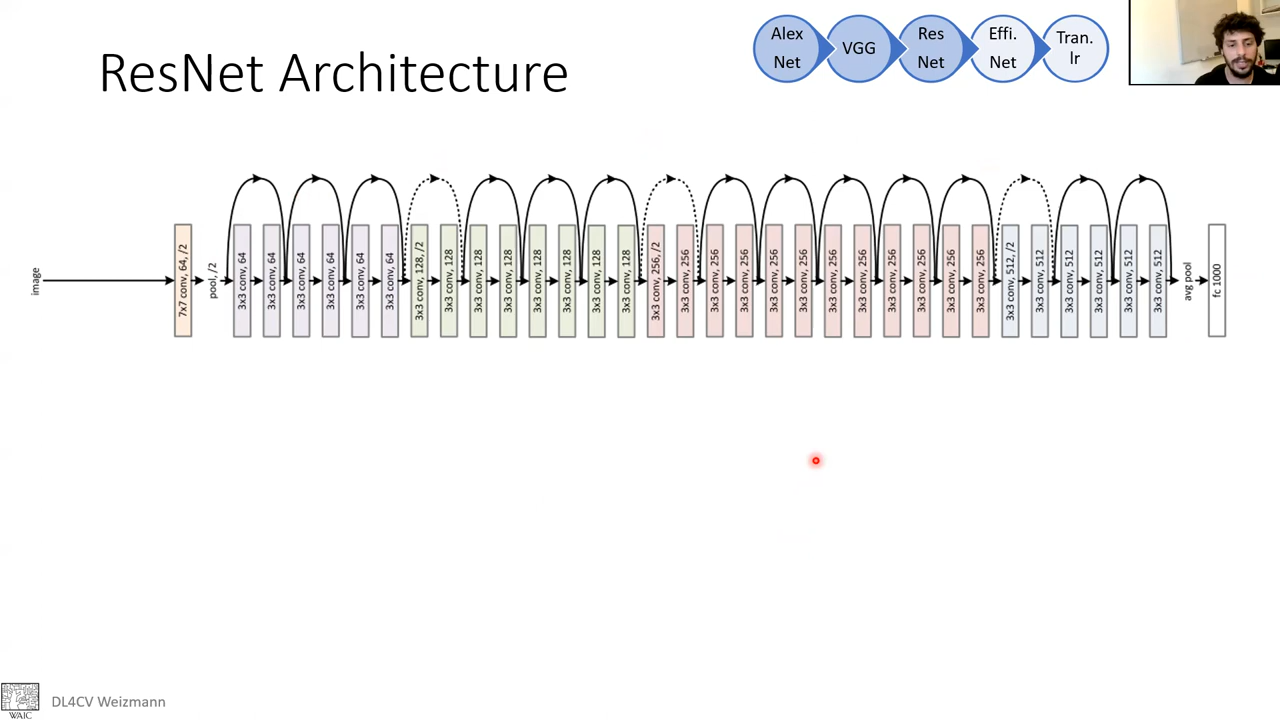 ResNet Architecture
Alex
Net
VGG
Res
Net
Effi.
Net
Tran.
lr
image
7x7 conv, 64, /2
pool, /2
3x3 conv, 64
3x3 conv, 64
3x3 conv, 64
3x3 conv, 64
3x3 conv, 64
3x3 conv, 64
3x3 conv, 128, /2
3x3 conv, 128
3x3 conv, 128
3x3 conv, 128
3x3 conv, 128
3x3 conv, 128
3x3 conv, 128
3x3 conv, 128
3x3 conv, 256, /2
3x3 conv, 256
3x3 conv, 256
3x3 conv, 256
3x3 conv, 256
3x3 conv, 256
3x3 conv, 256
3x3 conv, 256
3x3 conv, 256
3x3 conv, 256
3x3 conv, 256
3x3 conv, 256
3x3 conv, 512, /2
3x3 conv, 512
3x3 conv, 512
3x3 conv, 512
3x3 conv, 512
3x3 conv, 512
avg pool
fc 1000
WAIC
DL4CV Weizmann